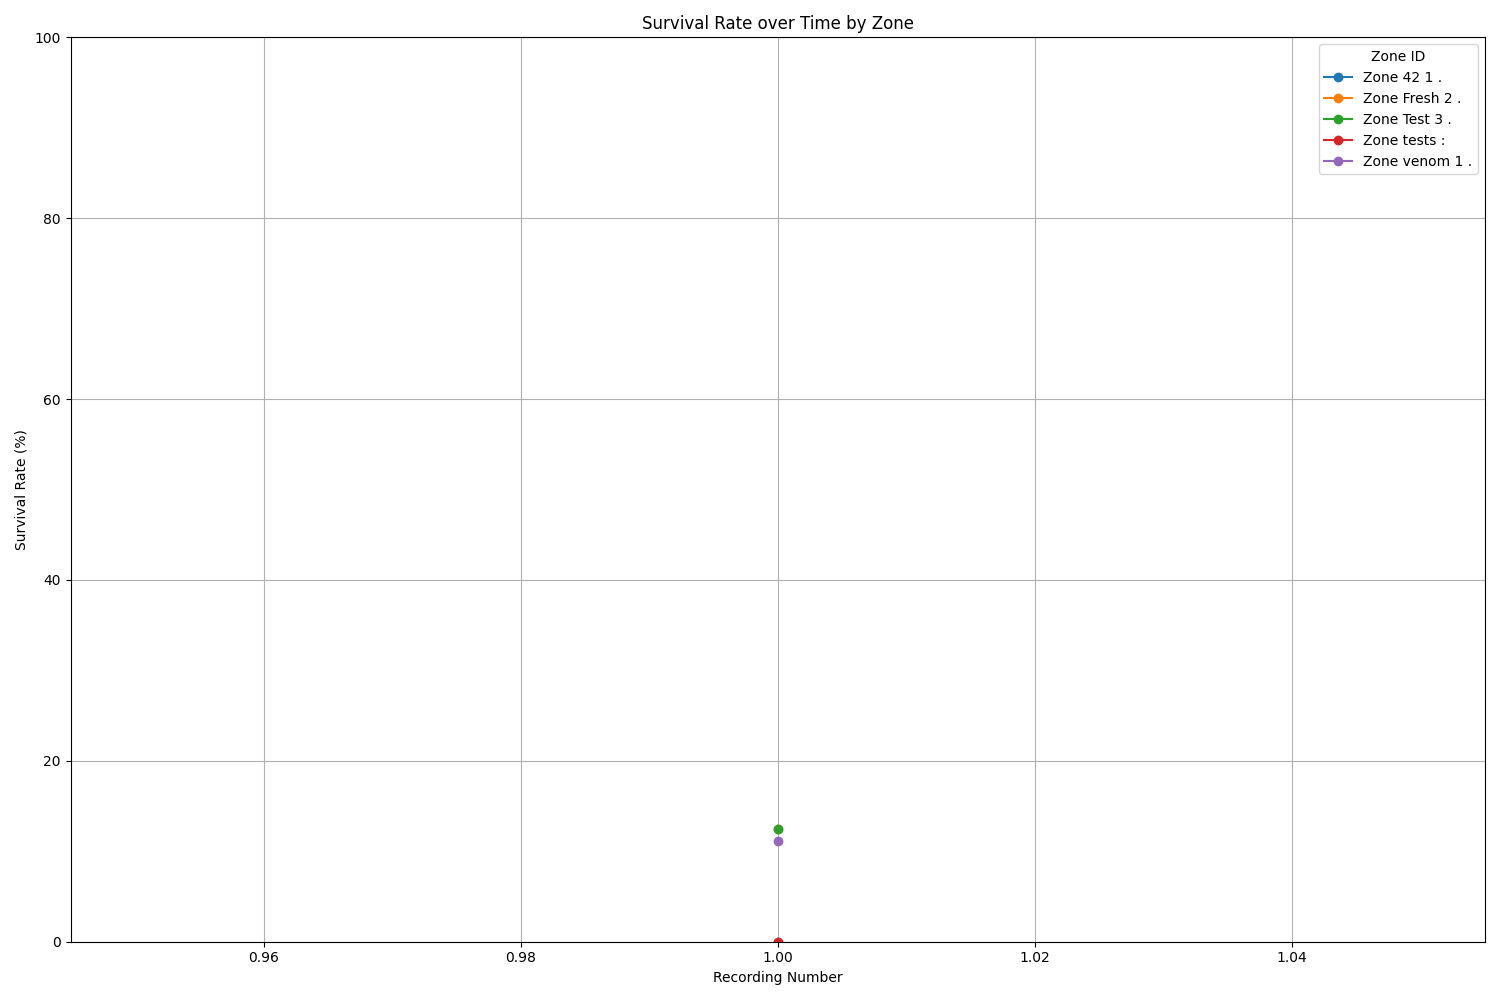 Survival Rate over Time by Zone
100
80
60
40
20
0
Survival Rate (%)
Zone ID
Zone 42 1 .
Zone Fresh 2 .
Zone Test 3 .
Zone tests :
Zone venom 1 .
0.96
0.98
1.00
1.02
1.04
Recording Number